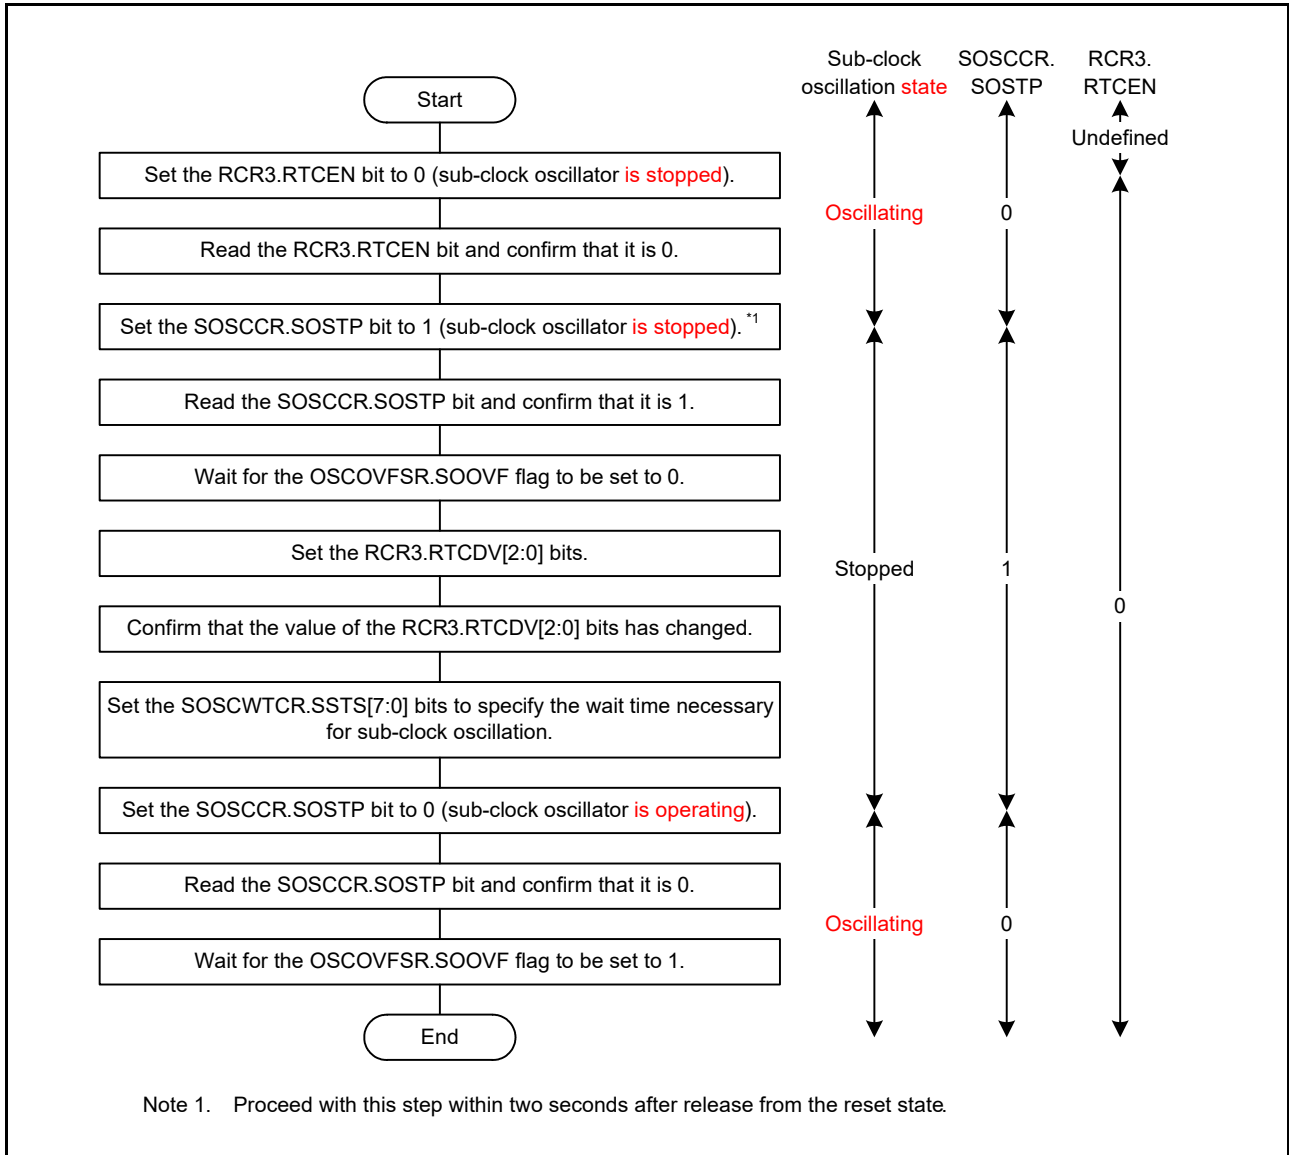 Start
Set the RCR3.RTCEN bit to 0 (sub-clock oscillator is stopped).
Read the RCR3.RTCEN bit and confirm that it is 0.
Set the SOSCCR.SOSTP bit to 1 (sub-clock oscillator is stopped). *1
Read the SOSCCR.SOSTP bit and confirm that it is 1.
Wait for the OSCOVFSR.SOOVF flag to be set to 0.
Set the RCR3.RTCDV[2:0] bits.
Confirm that the value of the RCR3.RTCDV[2:0] bits has changed.
Set the SOSCWTCR.SSTS[7:0] bits to specify the wait time necessary
for sub-clock oscillation.
Set the SOSCCR.SOSTP bit to 0 (sub-clock oscillator is operating).
Read the SOSCCR.SOSTP bit and confirm that it is 0.
Wait for the OSCOVFSR.SOOVF flag to be set to 1.
End
Sub-clock
oscillation state
Oscillating
Stopped
Oscillating
SOSCCR.
SOSTP
0
1
0
RCR3.
RTCEN
Undefined
0
Note 1. Proceed with this step within two seconds after release from the reset state.